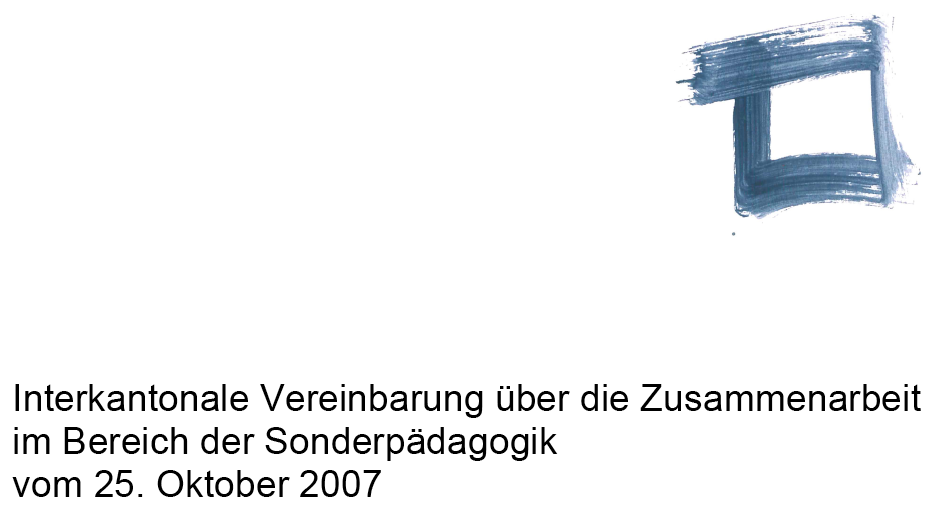 Interkantonale Vereinbarung über die Zusammenarbeit
im Bereich der Sonderpädagogik
vom 25. Oktober 2007